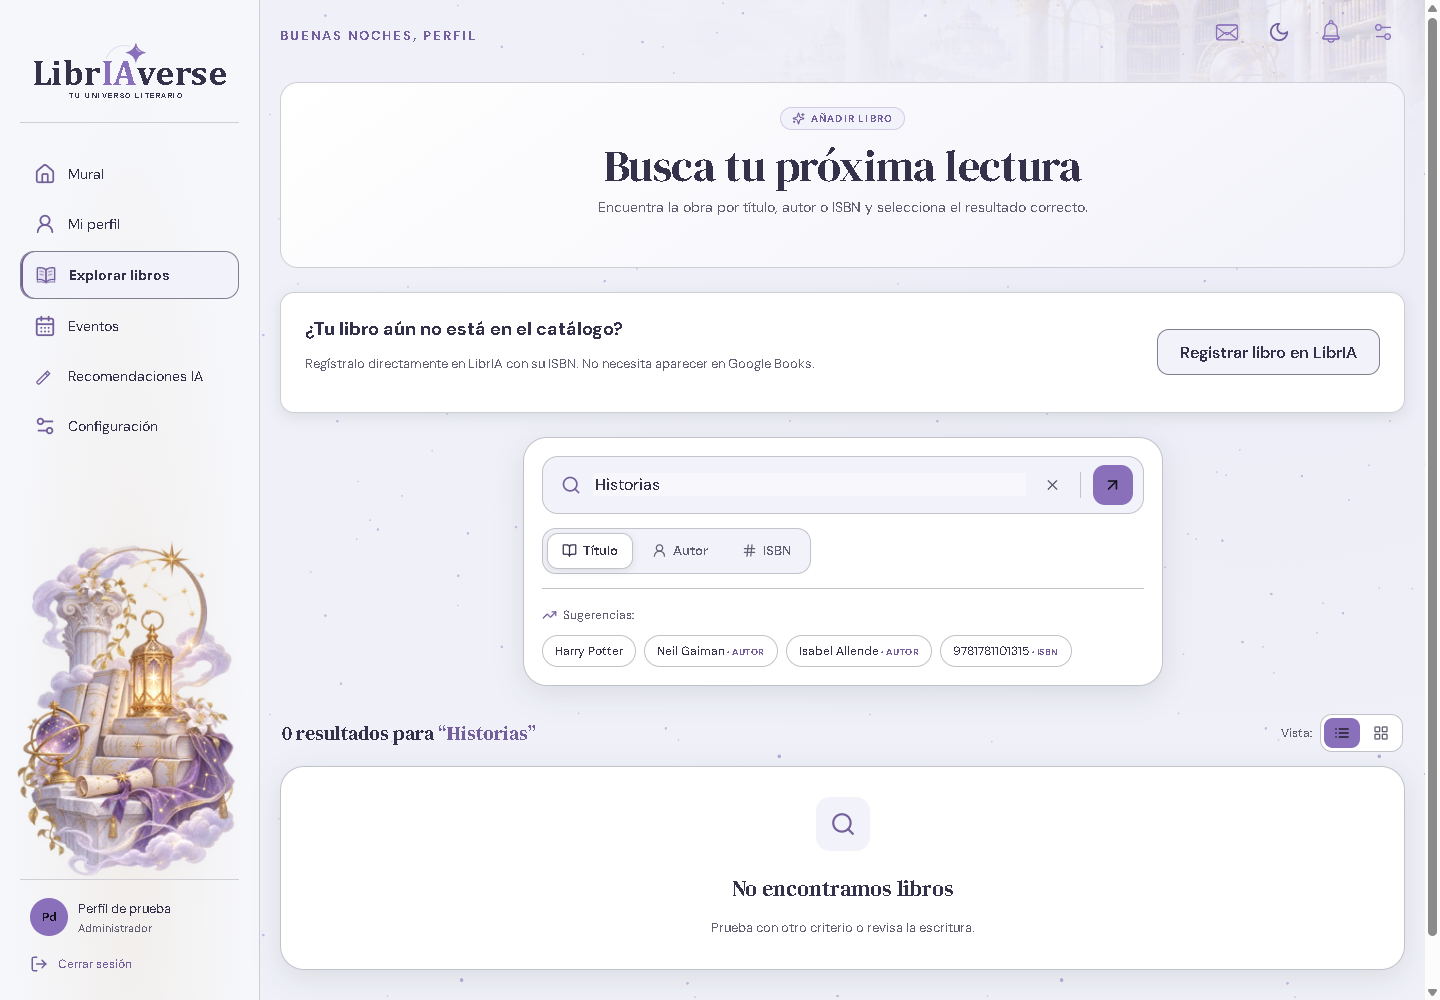 LibrIAverse
TU UNIVERSO LITERARIO
Mural
Mi perfil
Explorar libros
Eventos
Recomendaciones IA
Configuración
Pd
Perfil de prueba
Administrador
Cerrar sesión
BUENAS NOCHES, PERFIL
AÑADIR LIBRO
Busca tu próxima lectura
Encuentra la obra por título, autor o ISBN y selecciona el resultado correcto.
¿Tu libro aún no está en el catálogo?
Regístralo directamente en LibrIA con su ISBN. No necesita aparecer en Google Books.
Registrar libro en LibrIA
Historias
Título Autor ISBN
Sugerencias:
Harry Potter Neil Gaiman · AUTOR Isabel Allende · AUTOR 9781781101315 · ISBN
0 resultados para “Historias”
Vista:
No encontramos libros
Prueba con otro criterio o revisa la escritura.